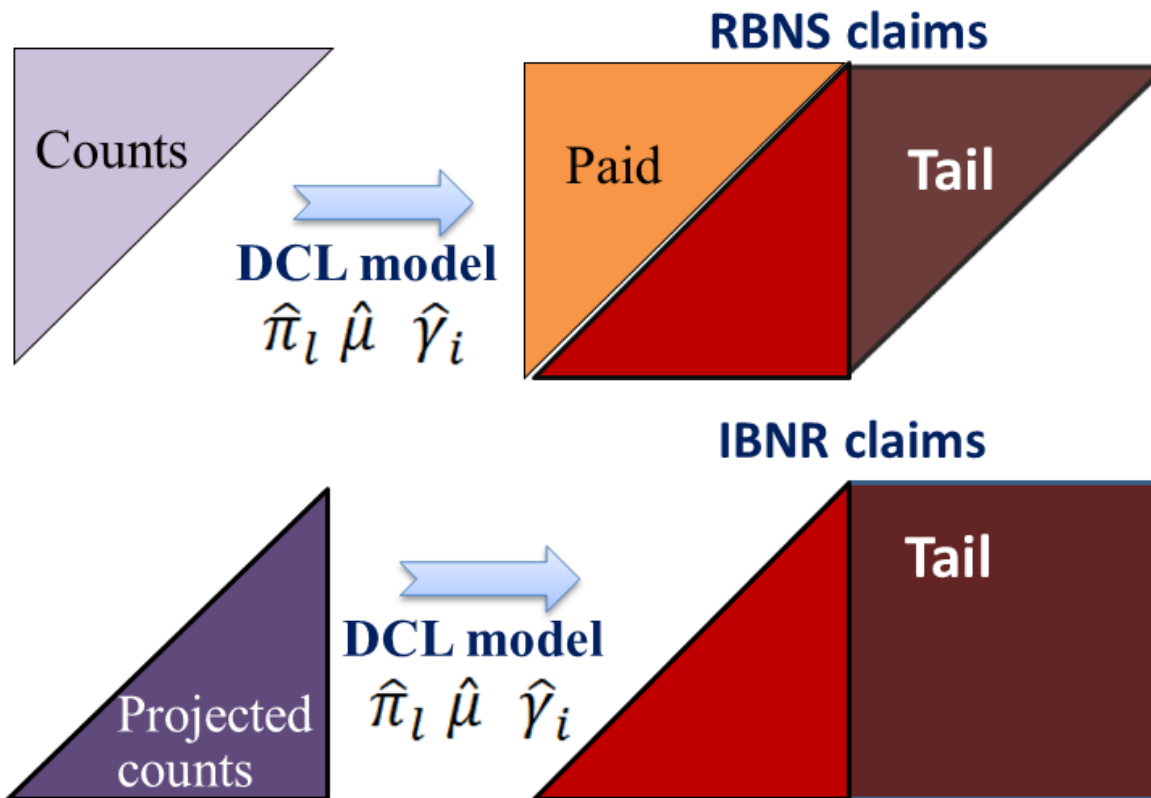 RBNS claims
Counts
Paid
Tail
DCL model
π̂ₗ μ̂ γ̂ᵢ
IBNR claims
Tail
DCL model
π̂ₗ μ̂ γ̂ᵢ
Projected
counts